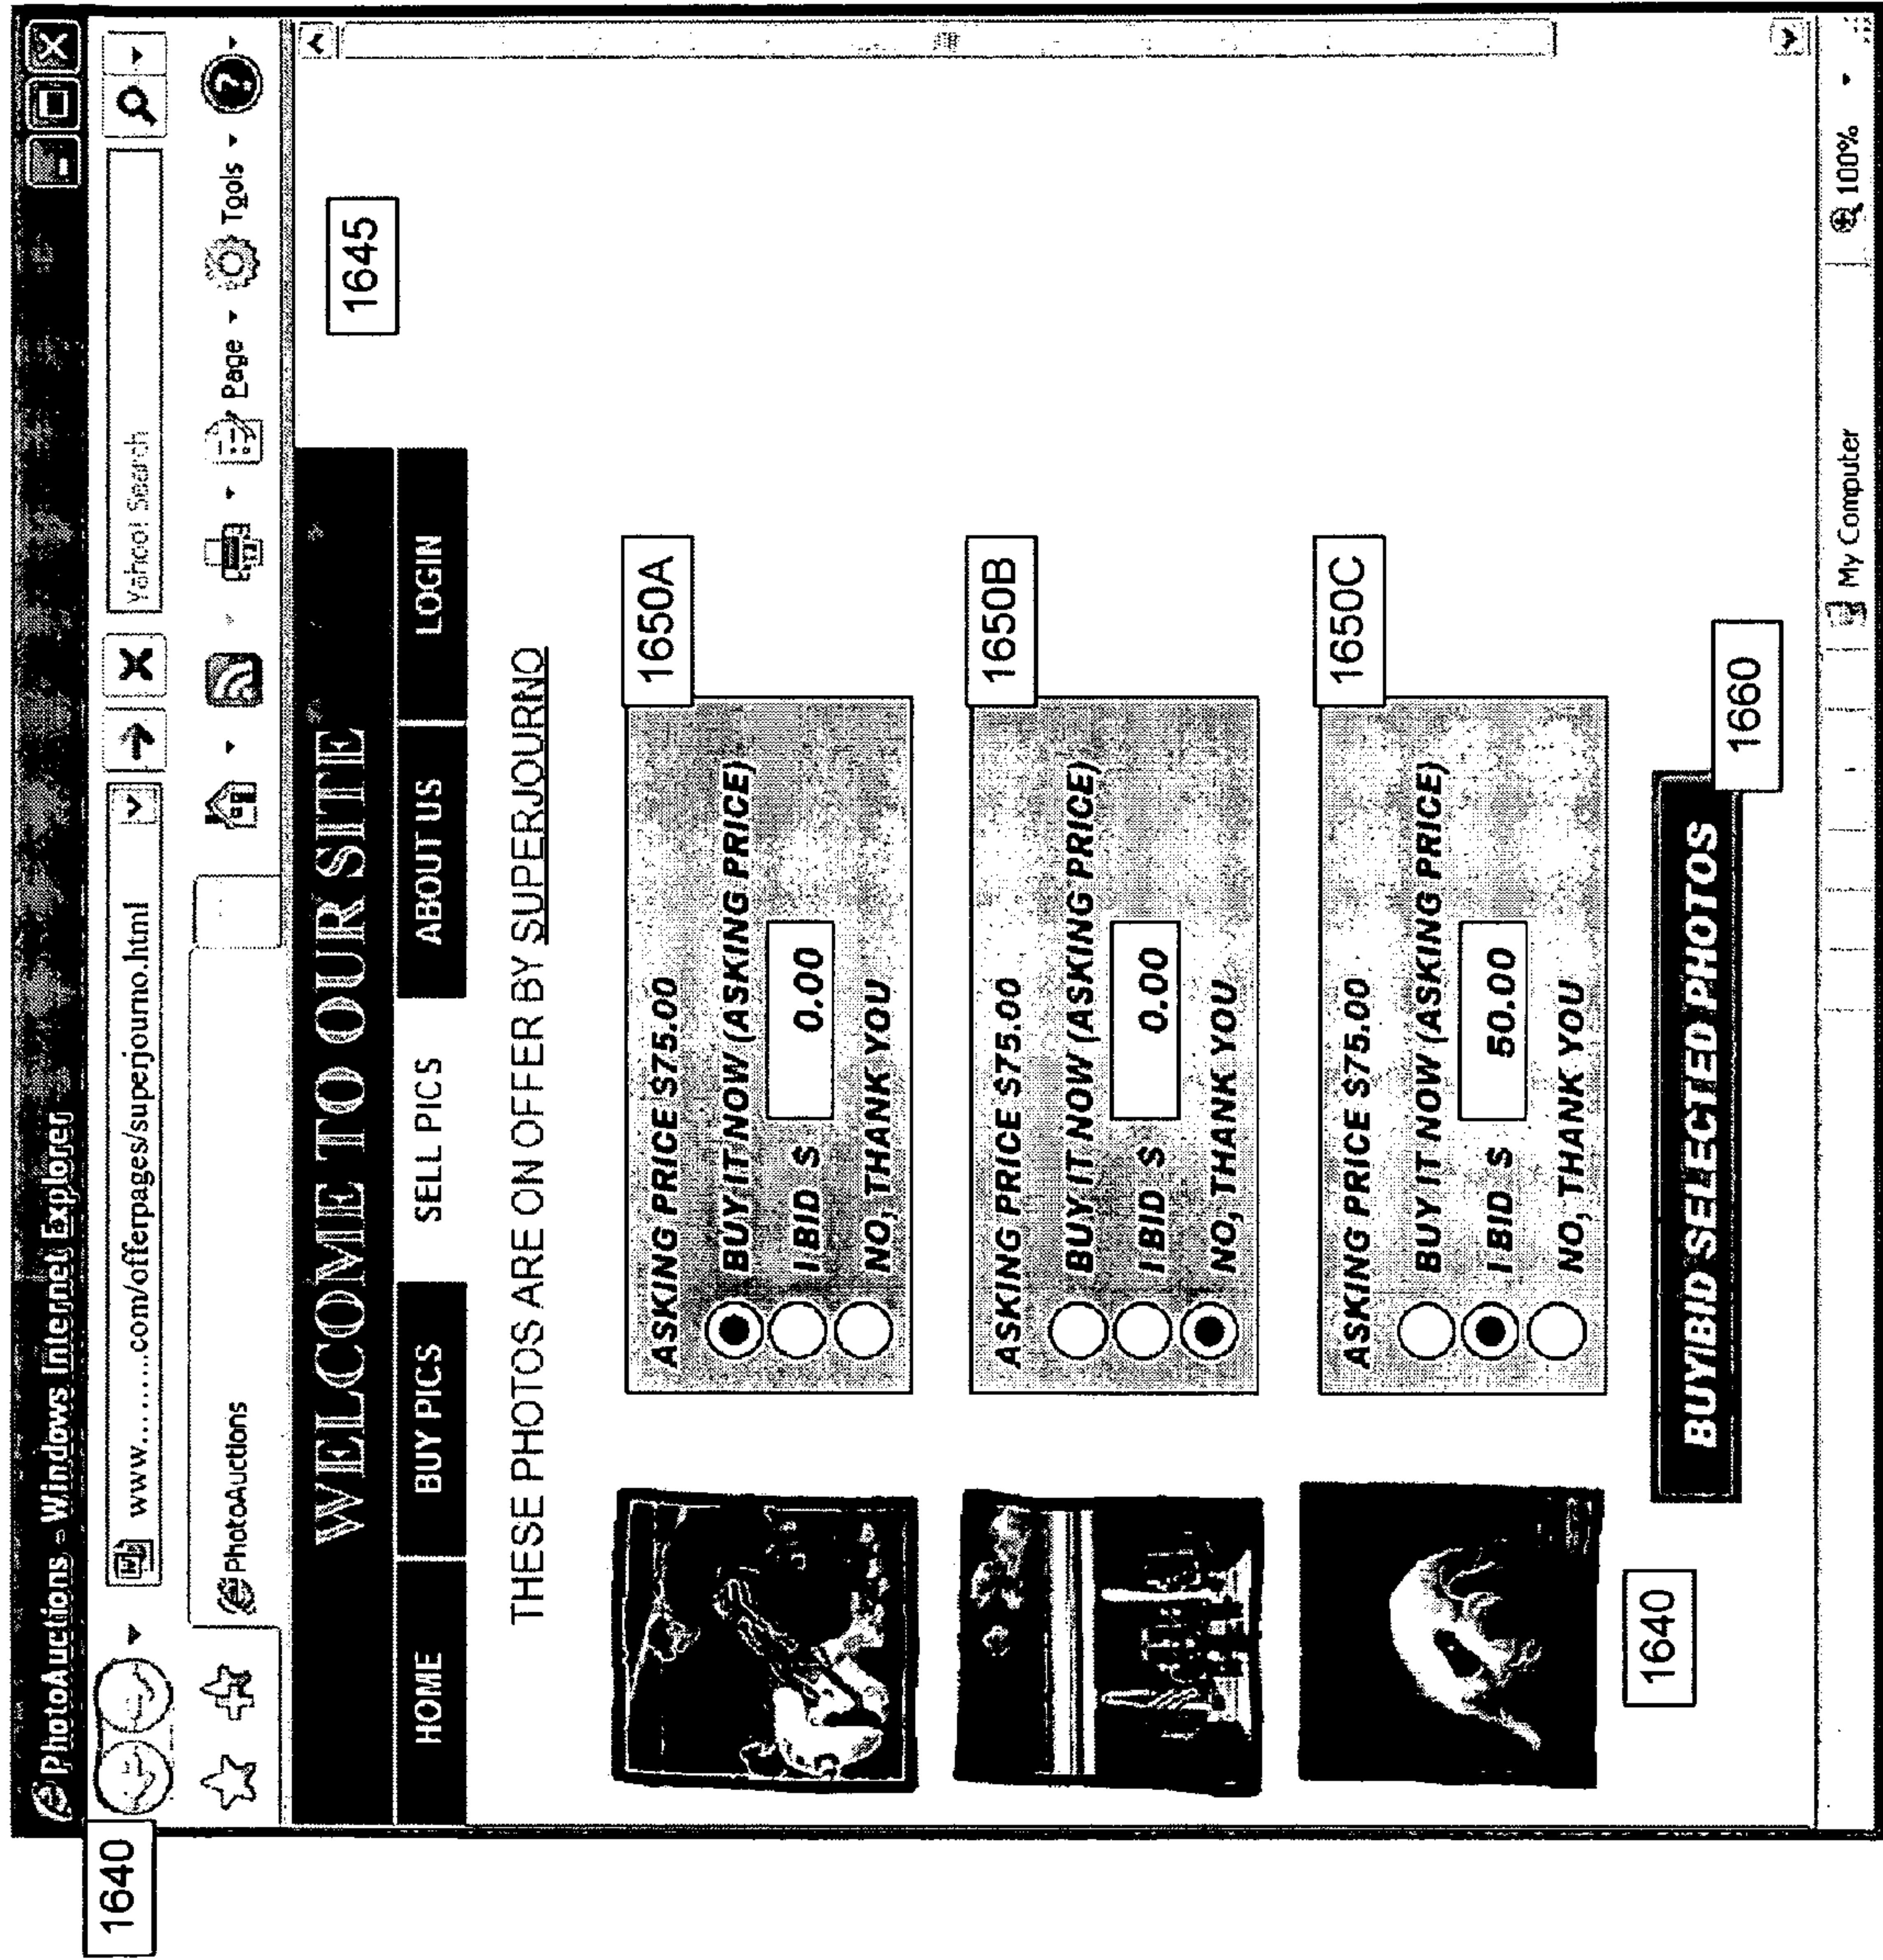 PhotoAuctions - Windows Internet Explorer
1640
www........com/offerpages/superjourno.html
Yahoo! Search
PhotoAuctions
Page
Tools
WELCOME TO OUR SITE
1645
HOME
BUY PICS
SELL PICS
ABOUT US
LOGIN
THESE PHOTOS ARE ON OFFER BY SUPERJOURNO
1650A
ASKING PRICE $75.00
BUY IT NOW (ASKING PRICE)
I BID $ 0.00
NO, THANK YOU
1650B
ASKING PRICE $75.00
BUY IT NOW (ASKING PRICE)
I BID $ 0.00
NO, THANK YOU
1650C
ASKING PRICE $75.00
BUY IT NOW (ASKING PRICE)
I BID $ 50.00
NO, THANK YOU
1640
BUY/BID SELECTED PHOTOS
1660
My Computer
100%